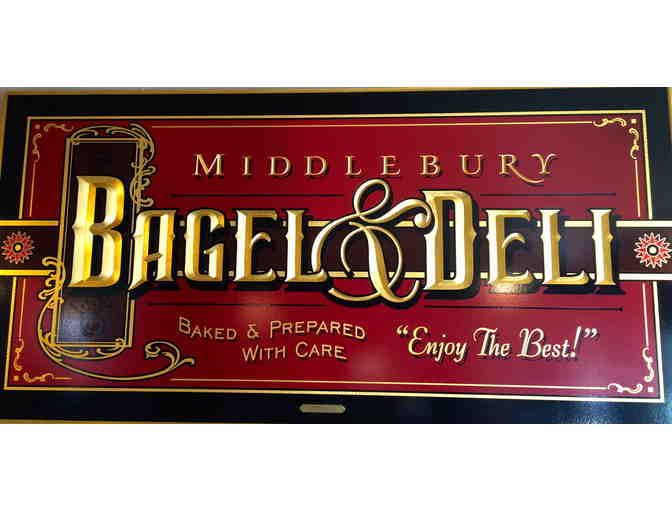 MIDDLEBURY
BAGEL & DELI
BAKED & PREPARED
WITH CARE
"Enjoy The Best!"